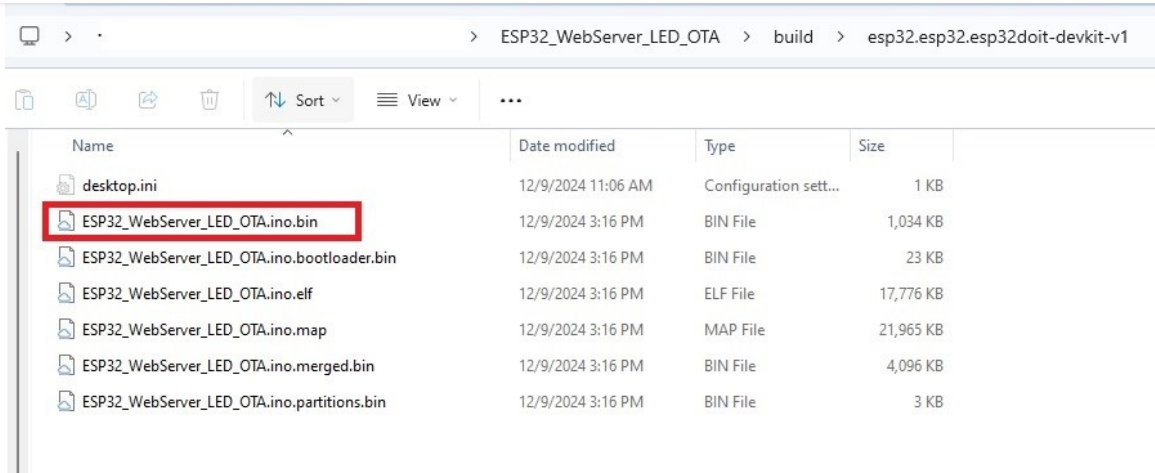 > · > ESP32_WebServer_LED_OTA > build > esp32.esp32.esp32doit-devkit-v1
Sort View ...
Name Date modified Type Size
desktop.ini 12/9/2024 11:06 AM Configuration sett... 1 KB
ESP32_WebServer_LED_OTA.ino.bin 12/9/2024 3:16 PM BIN File 1,034 KB
ESP32_WebServer_LED_OTA.ino.bootloader.bin 12/9/2024 3:16 PM BIN File 23 KB
ESP32_WebServer_LED_OTA.ino.elf 12/9/2024 3:16 PM ELF File 17,776 KB
ESP32_WebServer_LED_OTA.ino.map 12/9/2024 3:16 PM MAP File 21,965 KB
ESP32_WebServer_LED_OTA.ino.merged.bin 12/9/2024 3:16 PM BIN File 4,096 KB
ESP32_WebServer_LED_OTA.ino.partitions.bin 12/9/2024 3:16 PM BIN File 3 KB